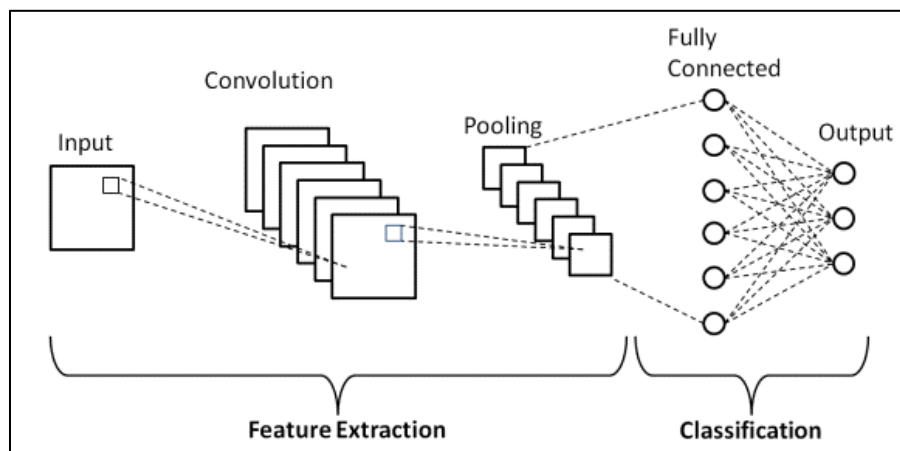 Input
Convolution
Pooling
Fully
Connected
Output
Feature Extraction
Classification